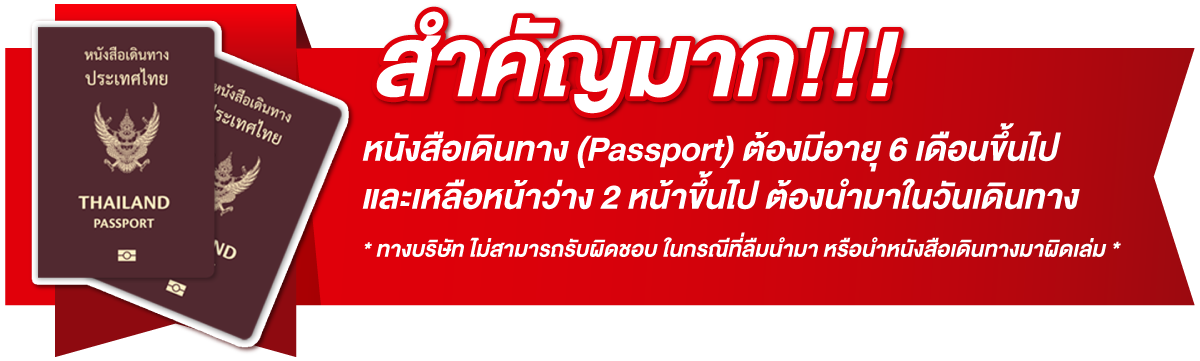 สำคัญมาก!!!
หนังสือเดินทาง (Passport) ต้องมีอายุ 6 เดือนขึ้นไป
และเหลือหน้าว่าง 2 หน้าขึ้นไป ต้องนำมาในวันเดินทาง
* ทางบริษัท ไม่สามารถรับผิดชอบ ในกรณีที่ลืมนำมา หรือนำหนังสือเดินทางมาผิดเล่ม *
หนังสือเดินทาง
ประเทศไทย
THAILAND
PASSPORT
หนังสือเดินทาง
ประเทศไทย
ND